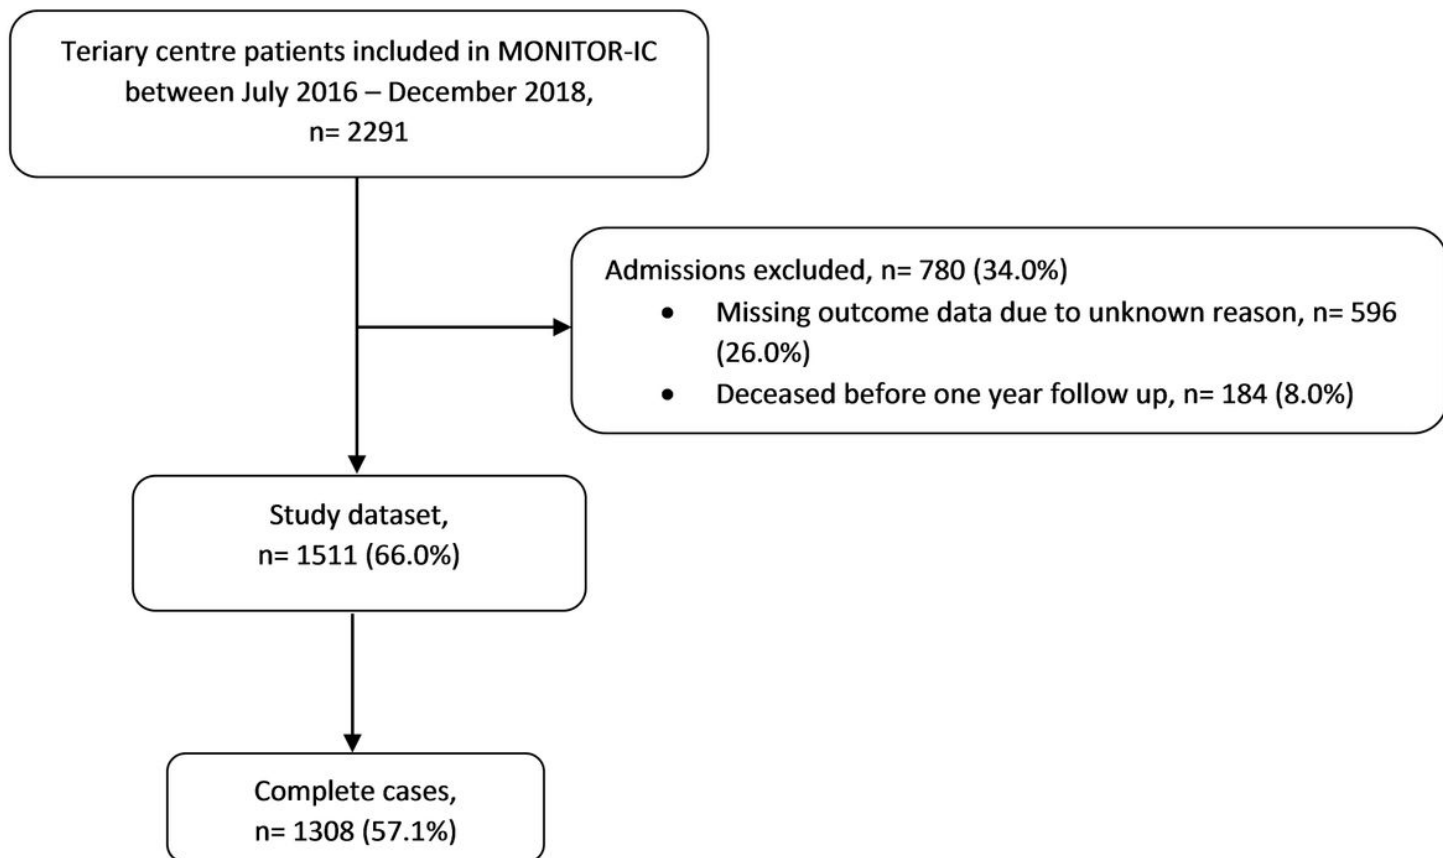 Teriary centre patients included in MONITOR-IC
between July 2016 – December 2018,
n= 2291
Admissions excluded, n= 780 (34.0%)
• Missing outcome data due to unknown reason, n= 596
(26.0%)
• Deceased before one year follow up, n= 184 (8.0%)
Study dataset,
n= 1511 (66.0%)
Complete cases,
n= 1308 (57.1%)